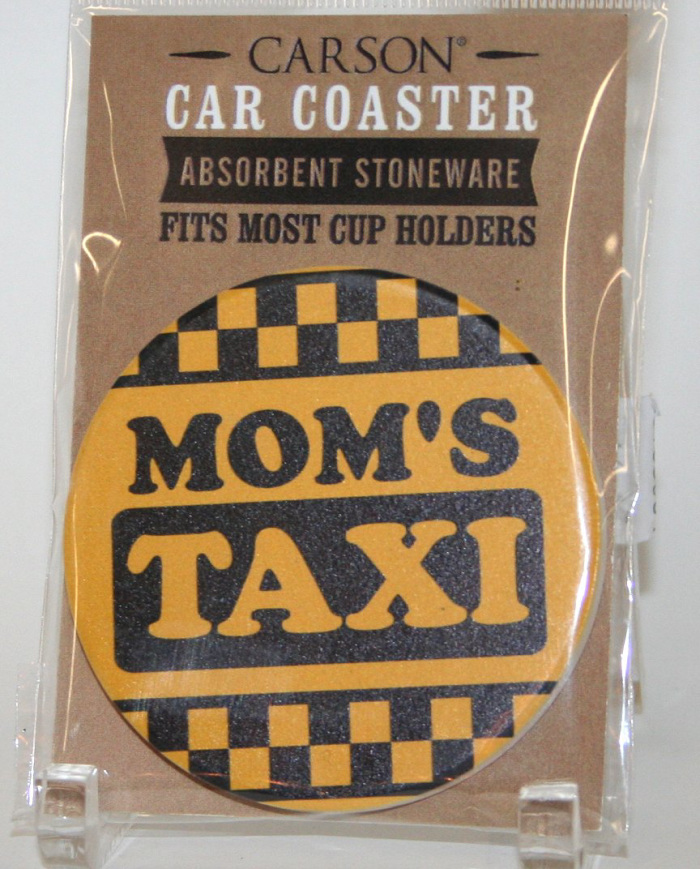 CARSON®
CAR COASTER
ABSORBENT STONEWARE
FITS MOST CUP HOLDERS
MOM'S
TAXI